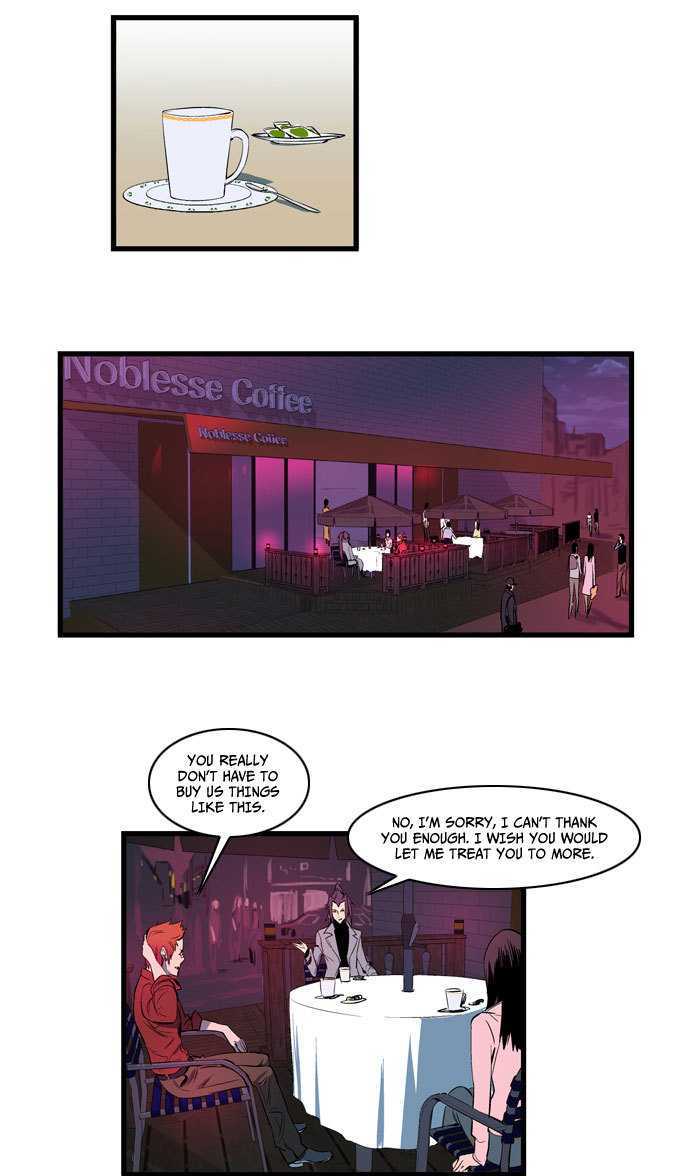 Noblesse Coffee
Noblesse Coffee
YOU REALLY
DON'T HAVE TO
BUY US THINGS
LIKE THIS.
NO, I'M SORRY, I CAN'T THANK
YOU ENOUGH. I WISH YOU WOULD
LET ME TREAT YOU TO MORE.